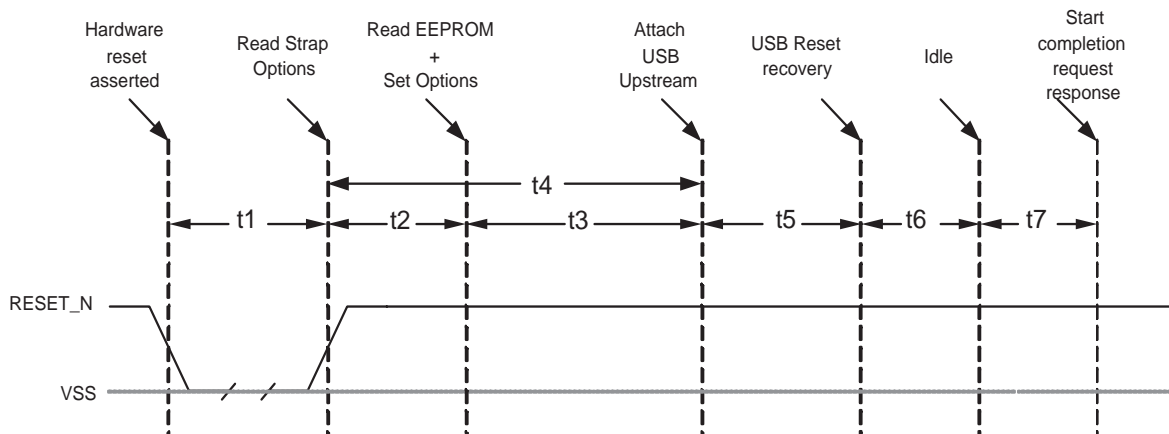 Hardware
reset
asserted
Read Strap
Options
Read EEPROM
+
Set Options
Attach
USB
Upstream
USB Reset
recovery
Idle
Start
completion
request
response
t4
t1
t2
t3
t5
t6
t7
RESET_N
VSS